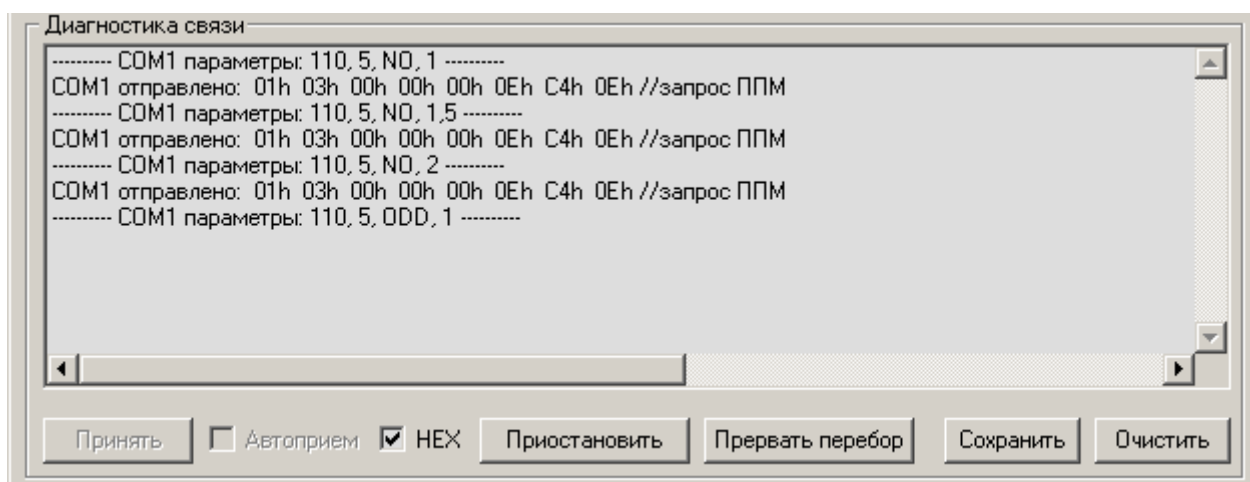 Диагностика связи
---------- COM1 параметры: 110, 5, NO, 1 ----------
COM1 отправлено: 01h 03h 00h 00h 00h 0Eh C4h 0Eh //запрос ППМ
---------- COM1 параметры: 110, 5, NO, 1,5 ----------
COM1 отправлено: 01h 03h 00h 00h 00h 0Eh C4h 0Eh //запрос ППМ
---------- COM1 параметры: 110, 5, NO, 2 ----------
COM1 отправлено: 01h 03h 00h 00h 00h 0Eh C4h 0Eh //запрос ППМ
---------- COM1 параметры: 110, 5, ODD, 1 ----------
Принять Автоприем HEX Приостановить Прервать перебор Сохранить Очистить